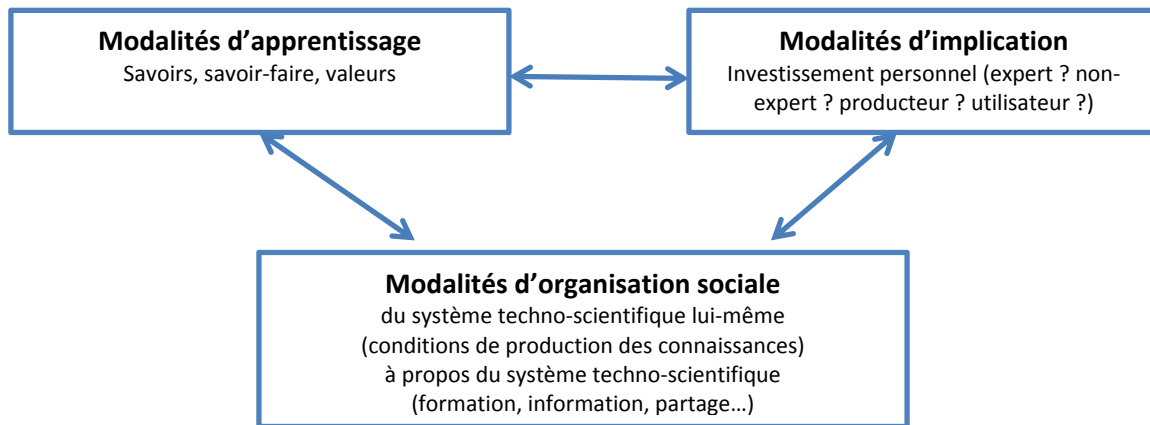 Modalités d’apprentissage
Savoirs, savoir-faire, valeurs
Modalités d’implication
Investissement personnel (expert ? non-
expert ? producteur ? utilisateur ?)
Modalités d’organisation sociale
du système techno-scientifique lui-même
(conditions de production des connaissances)
à propos du système techno-scientifique
(formation, information, partage…)